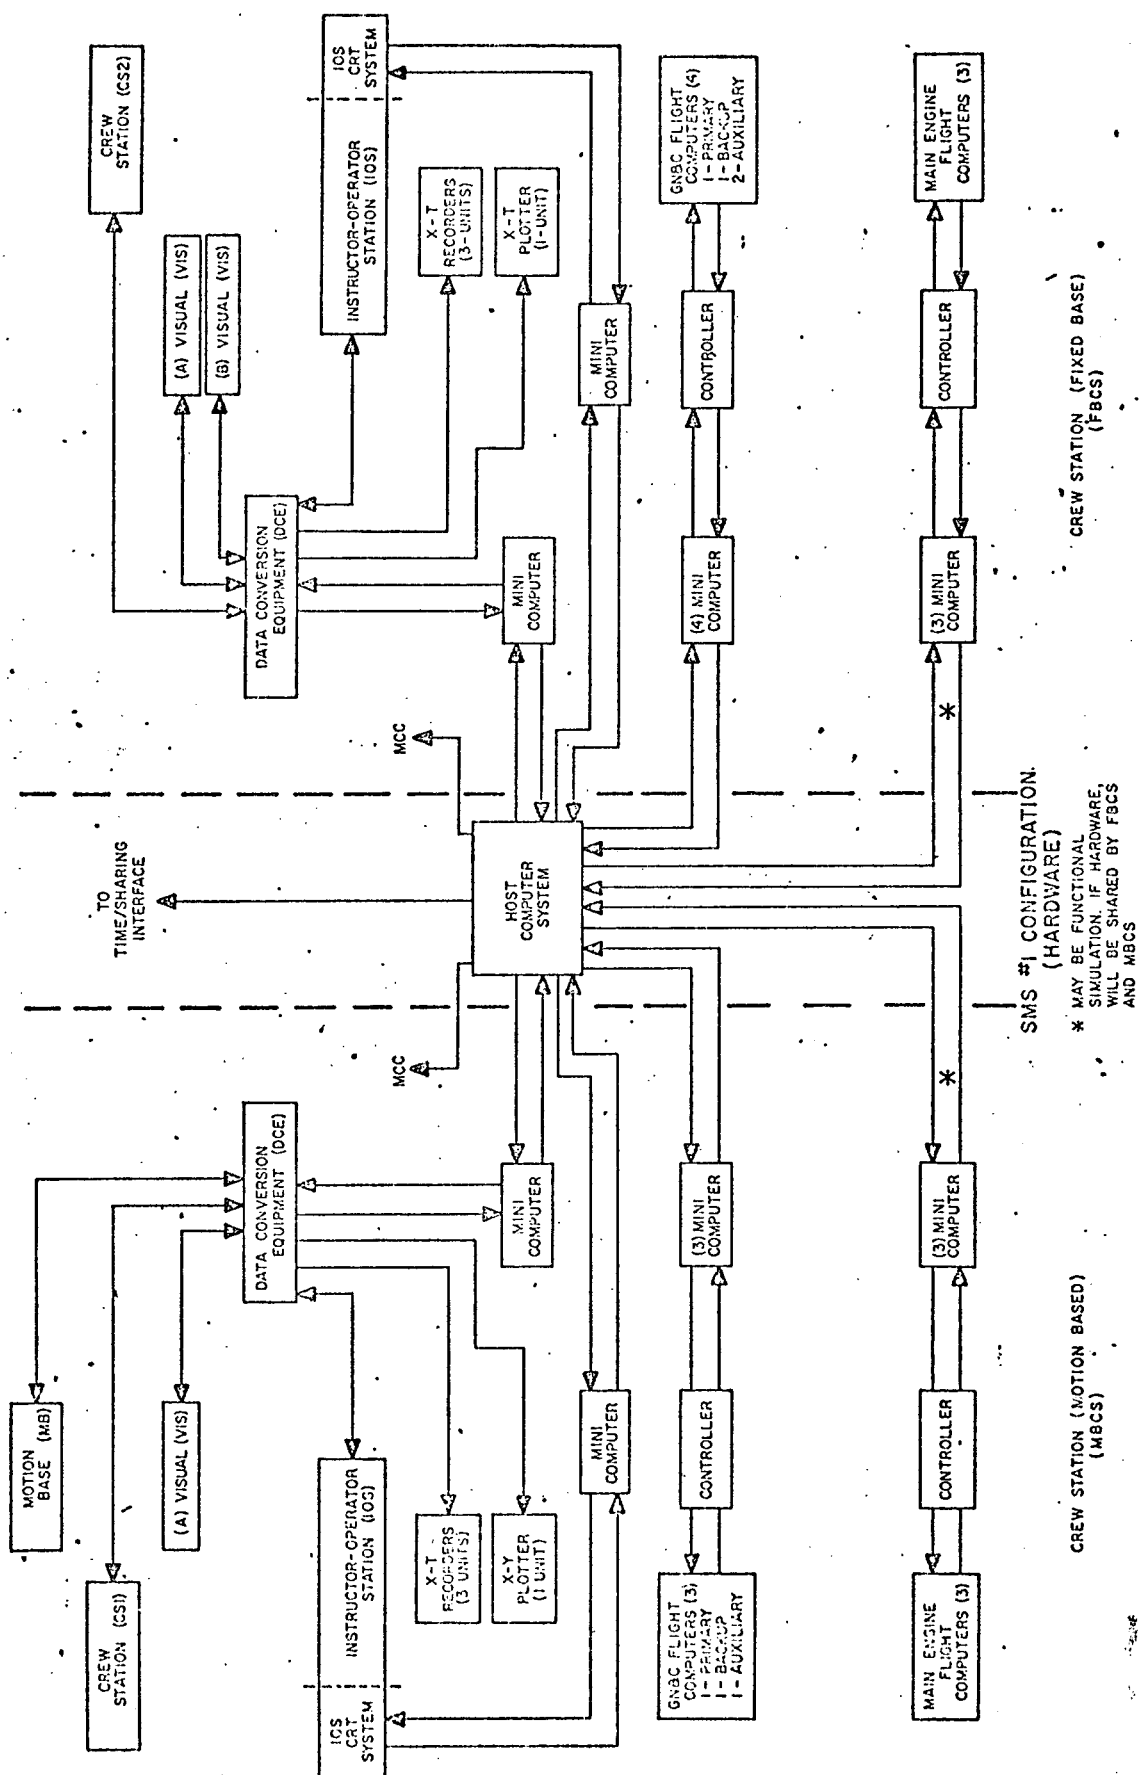 MOTION
BASE (MB)
CREW
STATION (CS1)
(A) VISUAL (VIS)
DATA CONVERSION
EQUIPMENT (DCE)
IOS
CRT
SYSTEM
INSTRUCTOR-OPERATOR
STATION (IOS)
X-T
RECORDERS
(3 UNITS)
X-Y
PLOTTER
(1 UNIT)
MINI
COMPUTER
MINI
COMPUTER
GN&C FLIGHT
COMPUTERS (3)
1-PRIMARY
1-BACKUP
1-AUXILIARY
CONTROLLER
(3) MINI
COMPUTER
MAIN ENGINE
FLIGHT
COMPUTERS (3)
CONTROLLER
(3) MINI
COMPUTER
*
CREW STATION (MOTION BASED)
(MBCS)
TO
TIME/SHARING
INTERFACE
MCC
MCC
HOST
COMPUTER
SYSTEM
SMS #1 CONFIGURATION.
(HARDWARE)
* MAY BE FUNCTIONAL
SIMULATION. IF HARDWARE,
WILL BE SHARED BY FBCS
AND MBCS
CREW
STATION (CS2)
(A) VISUAL (VIS)
(B) VISUAL (VIS)
DATA CONVERSION
EQUIPMENT (DCE)
INSTRUCTOR-OPERATOR
STATION (IOS)
IOS
CRT
SYSTEM
X-T
RECORDERS
(3-UNITS)
X-T
PLOTTER
(1-UNIT)
MINI
COMPUTER
MINI
COMPUTER
(4) MINI
COMPUTER
CONTROLLER
GN&C FLIGHT
COMPUTERS (4)
1-PRIMARY
1-BACKUP
2-AUXILIARY
*
(3) MINI
COMPUTER
CONTROLLER
MAIN ENGINE
FLIGHT
COMPUTERS (3)
CREW STATION (FIXED BASE)
(FBCS)